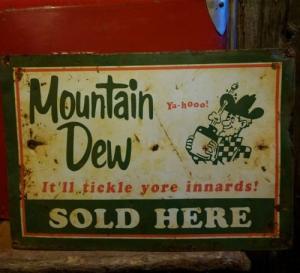 Mountain
Dew
Ya-hooo!
It'll tickle yore innards!
SOLD HERE